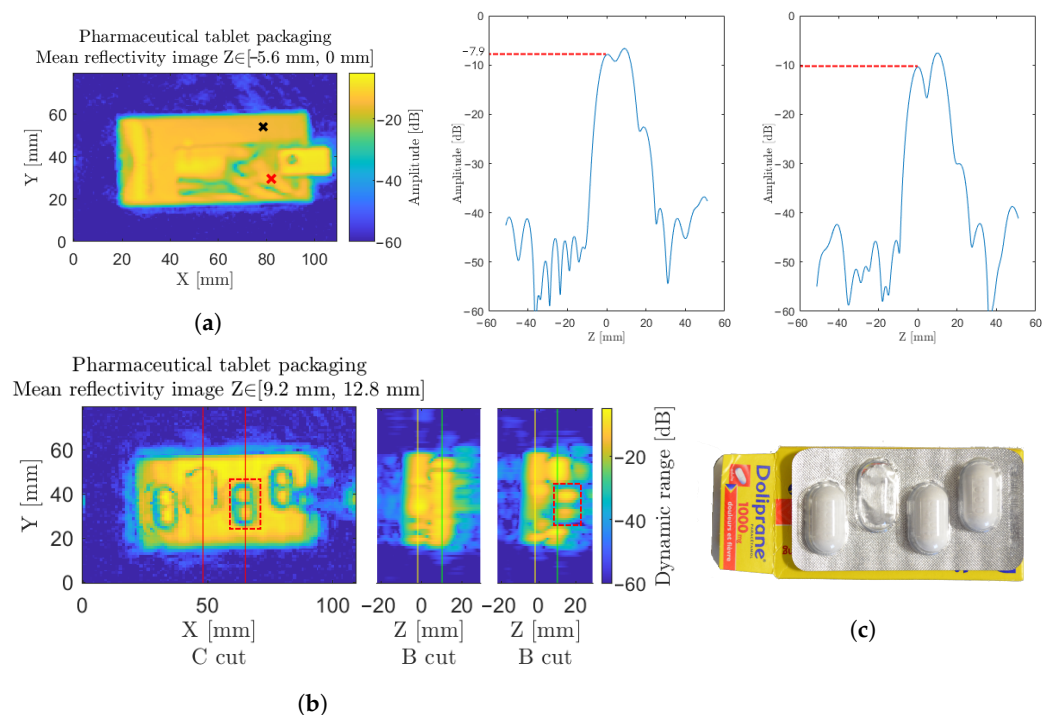 Pharmaceutical tablet packaging
Mean reflectivity image Z∈[-5.6 mm, 0 mm]
Y [mm]
60
40
20
0
0 20 40 60 80 100
X [mm]
−20
−40
−60
Amplitude [dB]
(a)
0
−7.9
−10
−20
−30
−40
−50
−60
−60 −40 −20 0 20 40 60
Z [mm]
Amplitude [dB]
0
−10
−20
−30
−40
−50
−60
−60 −40 −20 0 20 40 60
Z [mm]
Amplitude [dB]
Pharmaceutical tablet packaging
Mean reflectivity image Z∈[9.2 mm, 12.8 mm]
Y [mm]
60
40
20
0
0 50 100
X [mm]
C cut
−20 0 20
Z [mm]
B cut
−20 0 20
Z [mm]
B cut
−20
−40
−60
Dynamic range [dB]
(b)
Doliprane
1000 mg
douleurs et fièvre
(c)